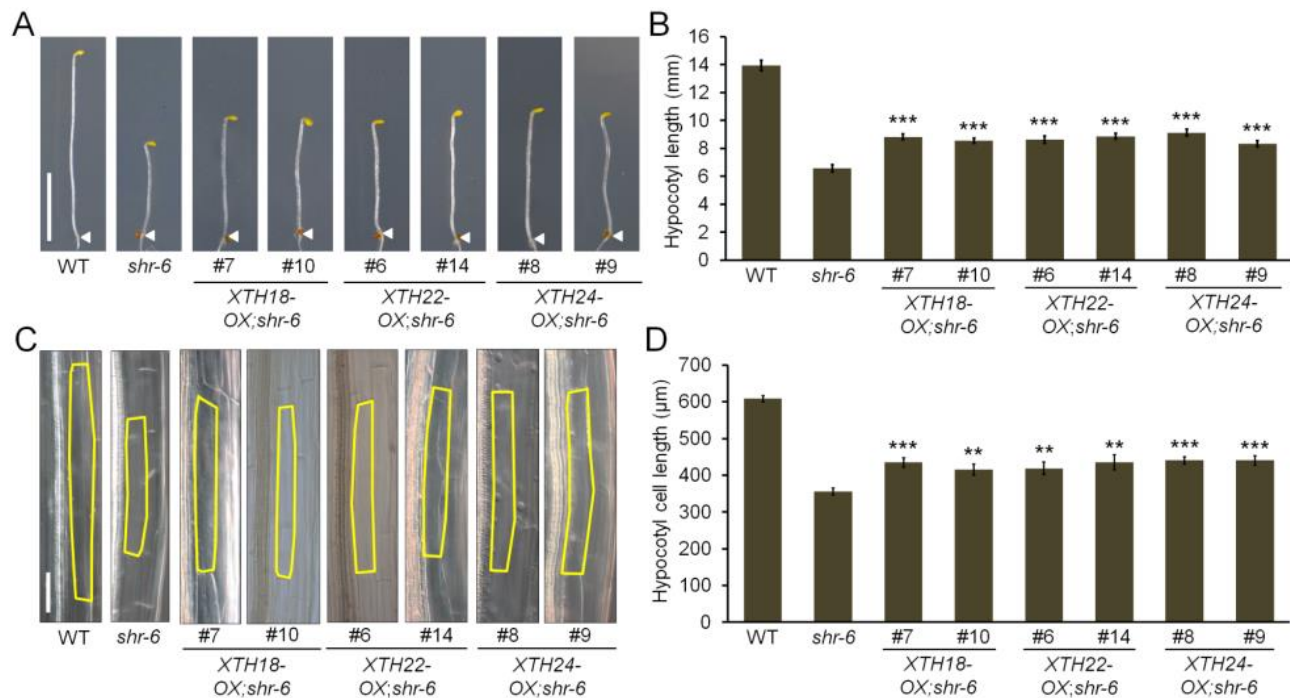 A
WT
shr-6
#7 #10
#6 #14
#8 #9
XTH18-
OX;shr-6
XTH22-
OX;shr-6
XTH24-
OX;shr-6
B
Hypocotyl length (mm)
16
14
12
10
8
6
4
2
0
*** *** *** *** *** ***
WT shr-6 #7 #10 #6 #14 #8 #9
XTH18-
OX;shr-6
XTH22-
OX;shr-6
XTH24-
OX;shr-6
C
WT
shr-6
#7 #10
#6 #14
#8 #9
XTH18-
OX;shr-6
XTH22-
OX;shr-6
XTH24-
OX;shr-6
D
Hypocotyl cell length (µm)
700
600
500
400
300
200
100
0
*** ** ** ** *** ***
WT shr-6 #7 #10 #6 #14 #8 #9
XTH18-
OX;shr-6
XTH22-
OX;shr-6
XTH24-
OX;shr-6